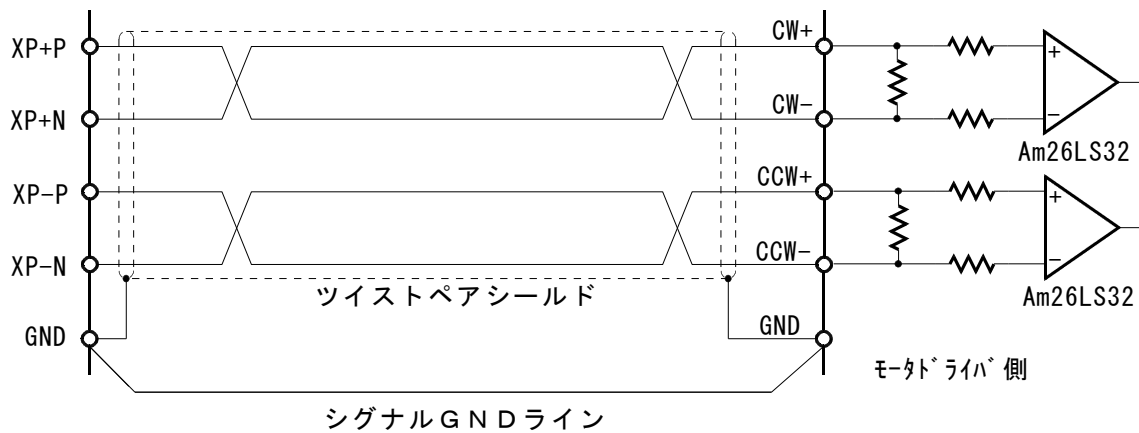 XP+P
CW+
XP+N
CW-
Am26LS32
XP-P
CCW+
XP-N
CCW-
ツイストペアシールド
Am26LS32
GND
GND
ﾓｰﾀﾄﾞﾗｲﾊﾞ側
シグナルＧＮＤライン
+
-
+
-